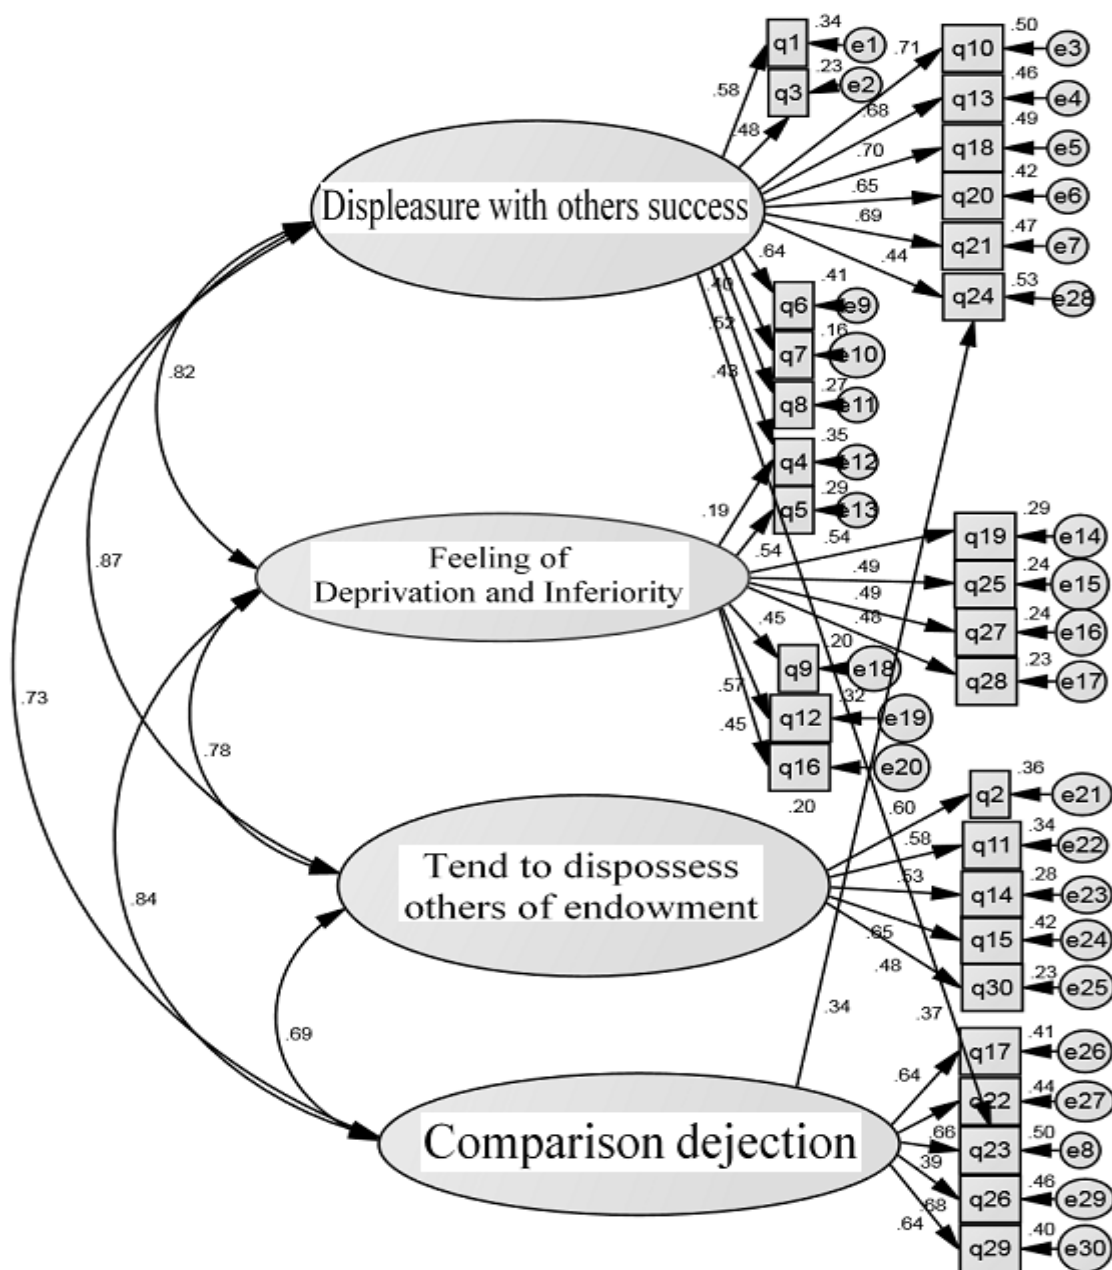 .34
.50
q1
e1
.71
q10
e3
.23
.46
.58
q3
e2
q13
e4
.68
.49
.48
q18
e5
.70
.42
.65
q20
e6
Displeasure with others success
.69
.47
q21
e7
.64
.44
.41
.53
.40
q6
e9
q24
e28
.52
.16
q7
e10
.82
.43
.27
q8
e11
.35
q4
e12
.29
.19
q5
e13
.29
.54
.54
q19
e14
Feeling of
Deprivation and Inferiority
.87
.49
.24
q25
e15
.49
.24
q27
e16
.48
.45
.20
.23
q9
e18
q28
e17
.73
.57
.32
q12
e19
.45
.78
q16
e20
.20
.36
q2
e21
.60
.34
.58
q11
e22
Tend to dispossess
others of endowment
.53
.28
q14
e23
.84
.65
.42
q15
e24
.48
.23
q30
e25
.69
.34
.37
.41
q17
e26
.64
.44
q22
e27
Comparison dejection
.66
.50
q23
e8
.39
.46
q26
e29
.68
.64
.40
q29
e30